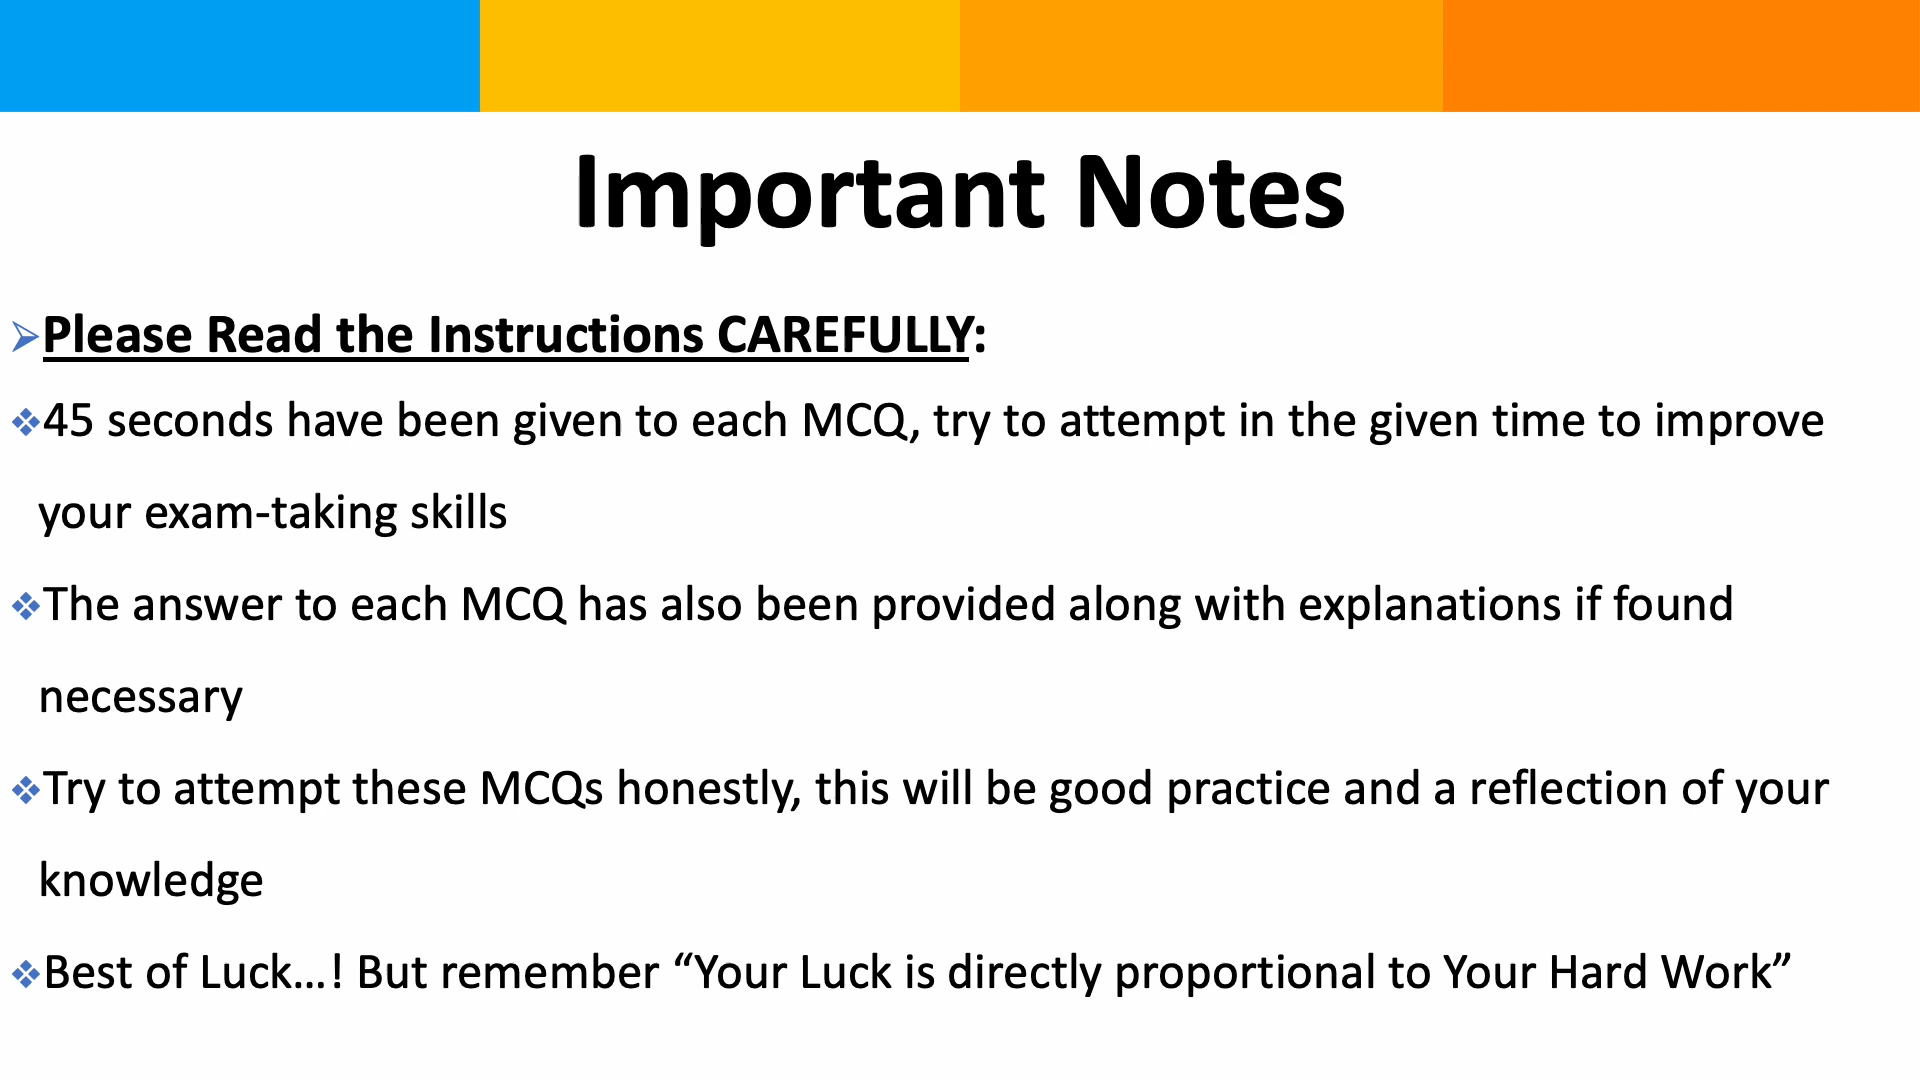 Important Notes
➢Please Read the Instructions CAREFULLY:
❖45 seconds have been given to each MCQ, try to attempt in the given time to improve
your exam-taking skills
❖The answer to each MCQ has also been provided along with explanations if found
necessary
❖Try to attempt these MCQs honestly, this will be good practice and a reflection of your
knowledge
❖Best of Luck…! But remember “Your Luck is directly proportional to Your Hard Work”